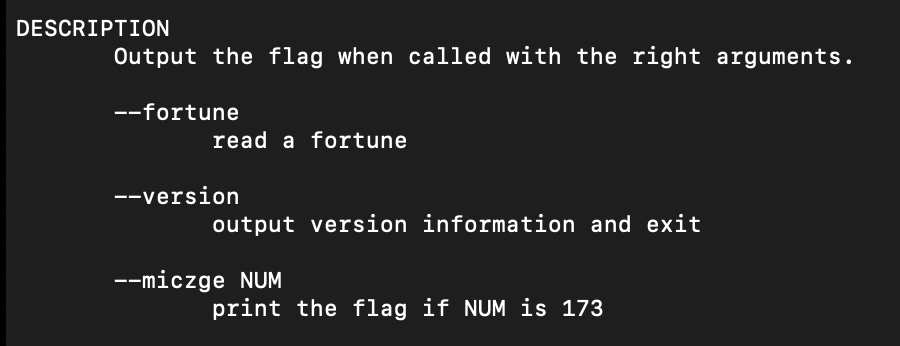 DESCRIPTION
Output the flag when called with the right arguments.
--fortune
read a fortune
--version
output version information and exit
--miczge NUM
print the flag if NUM is 173